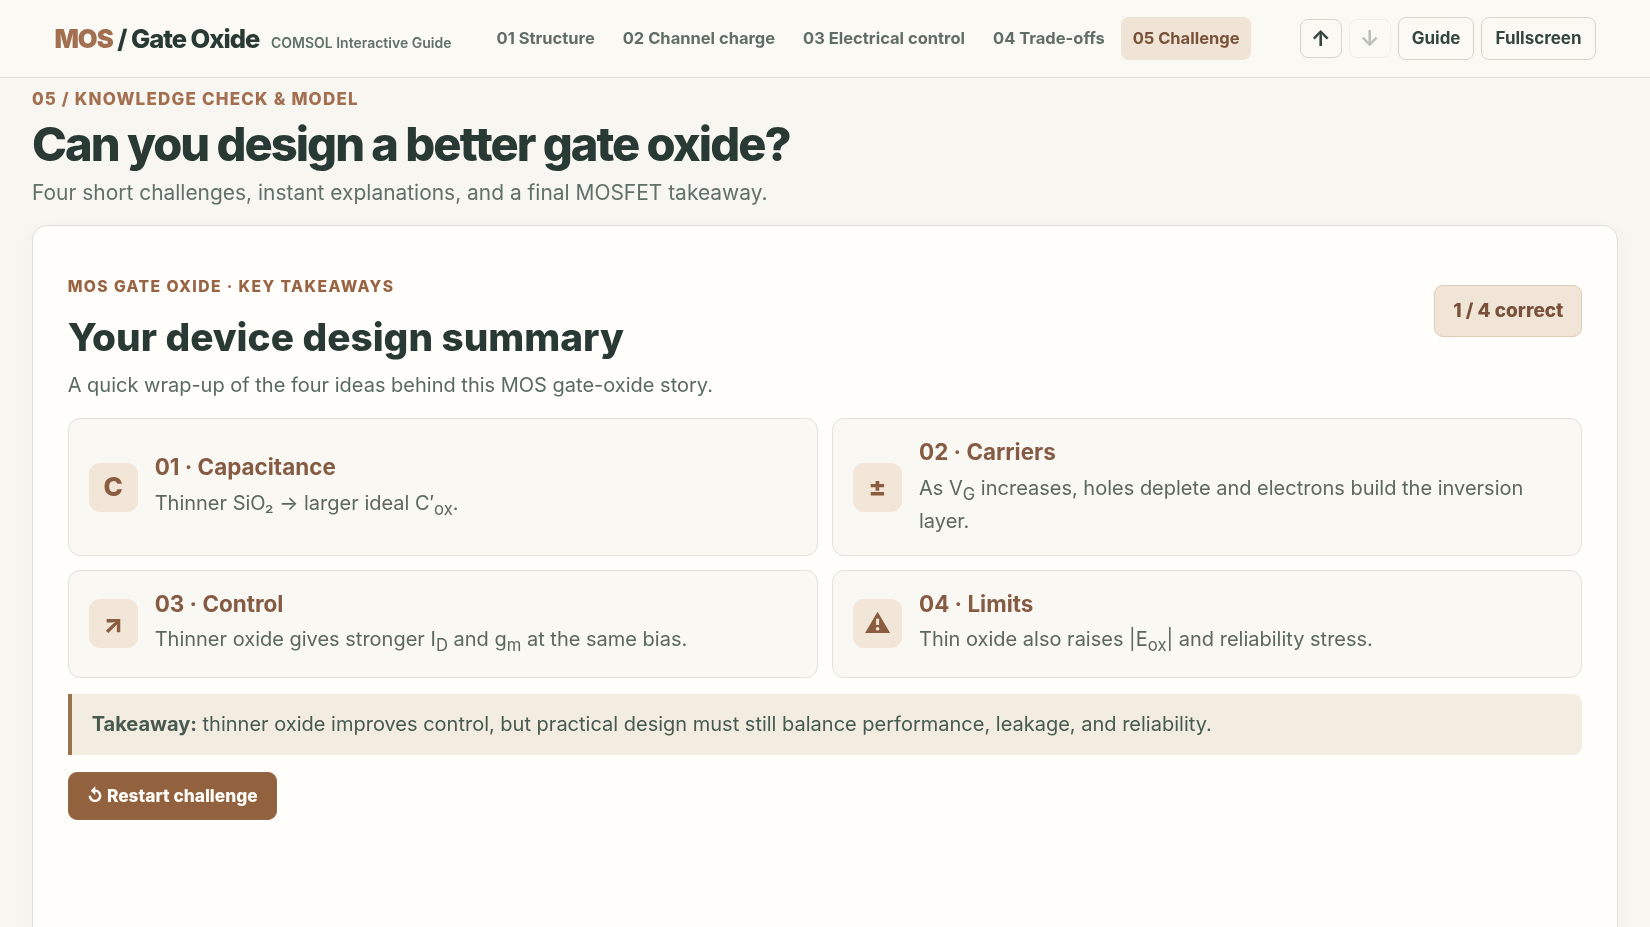 MOS / Gate Oxide COMSOL Interactive Guide 01 Structure 02 Channel charge 03 Electrical control 04 Trade-offs 05 Challenge ↑ ↓ Guide Fullscreen
05 / KNOWLEDGE CHECK & MODEL
Can you design a better gate oxide?
Four short challenges, instant explanations, and a final MOSFET takeaway.
MOS GATE OXIDE · KEY TAKEAWAYS
1 / 4 correct
Your device design summary
A quick wrap-up of the four ideas behind this MOS gate-oxide story.
C
01 · Capacitance
Thinner SiO₂ → larger ideal C′ox.
±
02 · Carriers
As VG increases, holes deplete and electrons build the inversion
layer.
↗
03 · Control
Thinner oxide gives stronger ID and gm at the same bias.
⚠
04 · Limits
Thin oxide also raises |Eox| and reliability stress.
Takeaway: thinner oxide improves control, but practical design must still balance performance, leakage, and reliability.
↺ Restart challenge